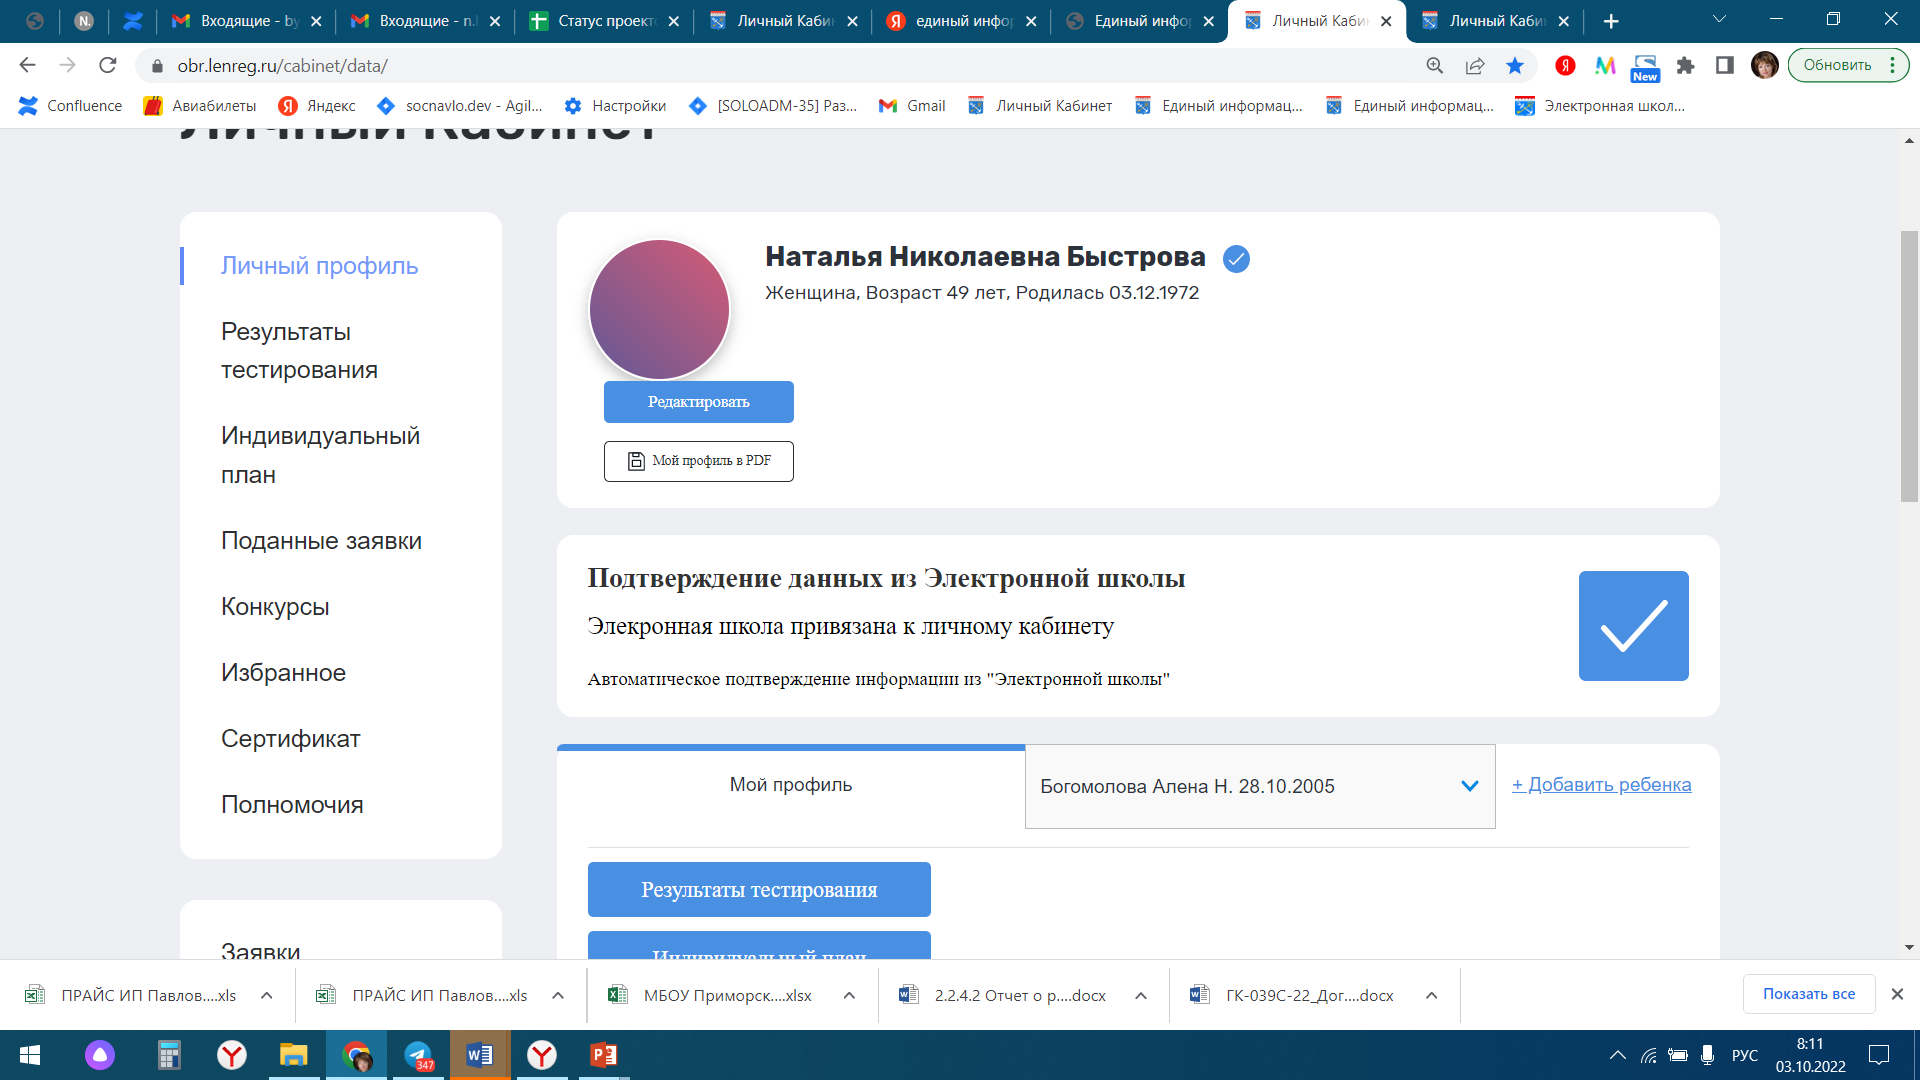 Входящие - by
Входящие - n.l
Статус проект
Личный Каби
единый инфо
Единый инфо
Личный Каби
Личный Каби
obr.lenreg.ru/cabinet/data/
New
Обновить
Confluence
Авиабилеты
Яндекс
socnavlo.dev - Agil...
Настройки
[SOLOADM-35] Раз...
Gmail
Личный Кабинет
Единый информац...
Единый информац...
Электронная школ...
Личный Кабинет
Личный профиль
Результаты
тестирования
Индивидуальный
план
Поданные заявки
Конкурсы
Избранное
Сертификат
Полномочия
Заявки
Наталья Николаевна Быстрова
Женщина, Возраст 49 лет, Родилась 03.12.1972
Редактировать
Мой профиль в PDF
Подтверждение данных из Электронной школы
Элекронная школа привязана к личному кабинету
Автоматическое подтверждение информации из "Электронной школы"
Мой профиль
Богомолова Алена Н. 28.10.2005
+ Добавить ребенка
Результаты тестирования
Индивидуальный план
ПРАЙС ИП Павлов....xls
ПРАЙС ИП Павлов....xls
МБОУ Приморск....xlsx
2.2.4.2 Отчет о р....docx
ГК-039С-22_Дог....docx
Показать все
347
РУС
8:11
03.10.2022